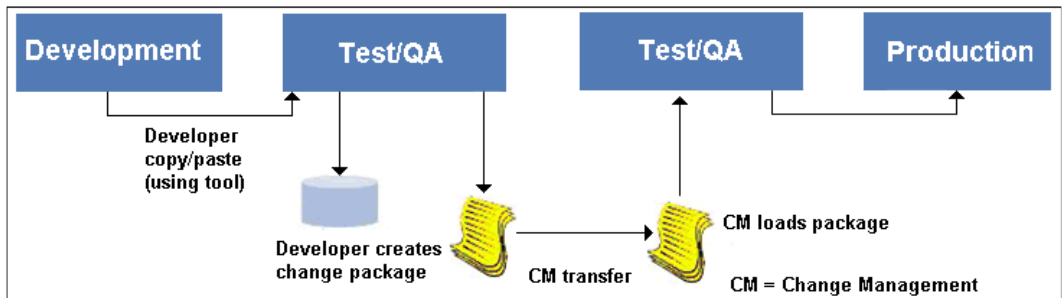 Development
Test/QA
Test/QA
Production
Developer
copy/paste
(using tool)
Developer creates
change package
CM transfer
CM loads package
CM = Change Management